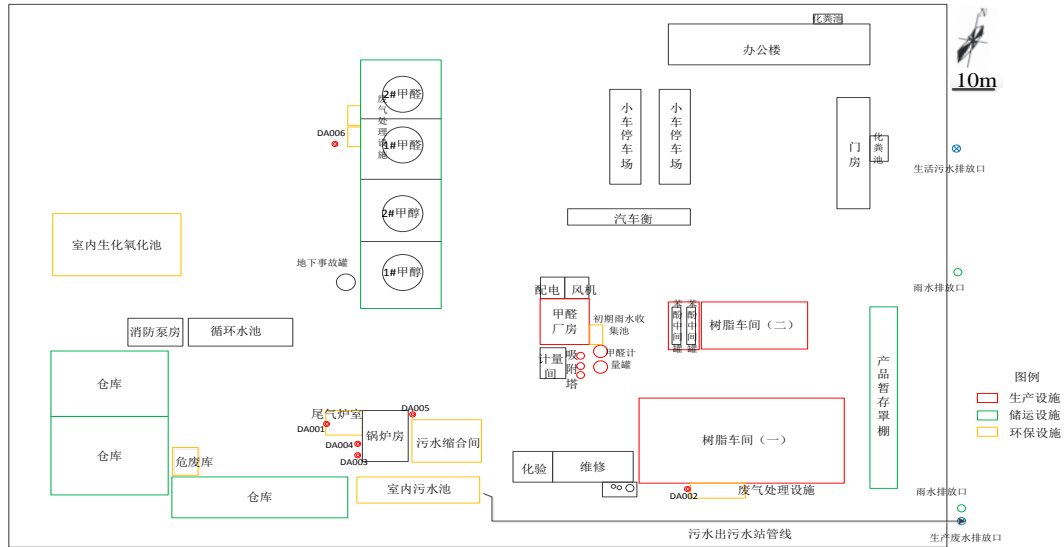 化粪池
办公楼
N
10m
2#甲醛
废气处理设施
DA006
1#甲醛
小车停车场
小车停车场
门房
化粪池
生活污水排放口
2#甲醇
汽车衡
室内生化氧化池
地下事故罐
1#甲醇
雨水排放口
配电
风机
甲醛
厂房
初期雨水收
集池
苯酚中间罐
苯酚中间罐
树脂车间（二）
消防泵房
循环水池
计量
间
吸附塔
甲醛计
量罐
产品暂存罩棚
图例
生产设施
储运设施
环保设施
仓库
尾气炉室
DA001
锅炉房
DA005
DA004
DA003
污水缩合间
树脂车间（一）
仓库
危废库
化验
维修
仓库
室内污水池
DA002
废气处理设施
雨水排放口
污水出污水站管线
生产废水排放口